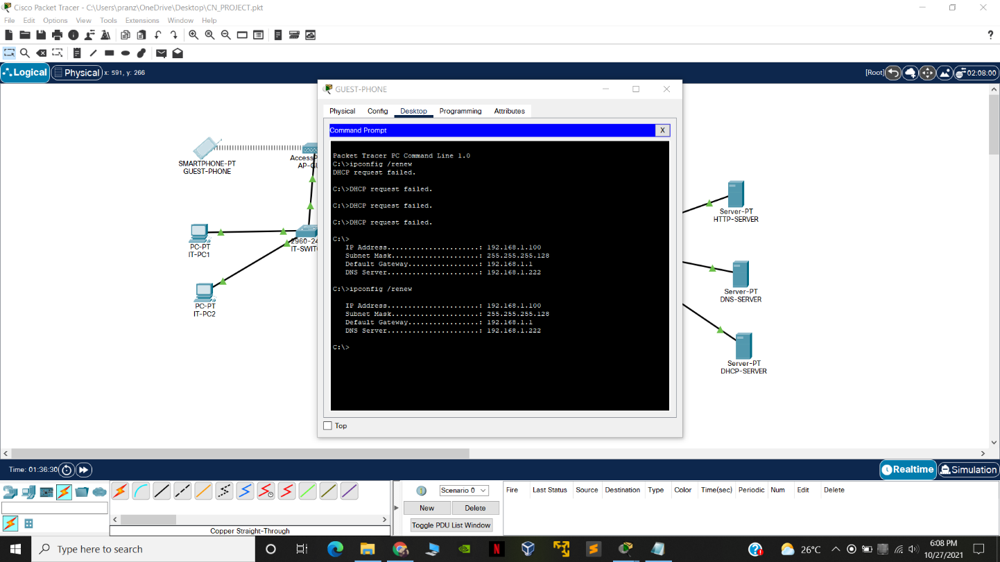 Cisco Packet Tracer - C:\Users\pranz\OneDrive\Desktop\CN_PROJECT.pkt
File Edit Options View Tools Extensions Window Help
?
Logical Physical x: 591, y: 266 [Root] 02:08:00
GUEST-PHONE
Physical Config Desktop Programming Attributes
Command Prompt X
Packet Tracer PC Command Line 1.0
C:\>ipconfig /renew
DHCP request failed.
C:\>DHCP request failed.
C:\>DHCP request failed.
C:\>DHCP request failed.
C:\>
IP Address......................: 192.168.1.100
Subnet Mask.....................: 255.255.255.128
Default Gateway.................: 192.168.1.1
DNS Server......................: 192.168.1.222
C:\>ipconfig /renew
IP Address......................: 192.168.1.100
Subnet Mask.....................: 255.255.255.128
Default Gateway.................: 192.168.1.1
DNS Server......................: 192.168.1.222
C:\>
Top
SMARTPHONE-PT
GUEST-PHONE
AccessP
AP-GU
PC-PT
IT-PC1
2960-24
IT-SWIT
PC-PT
IT-PC2
Server-PT
HTTP-SERVER
Server-PT
DNS-SERVER
Server-PT
DHCP-SERVER
Time: 01:36:30 Realtime Simulation
Scenario 0
New Delete
Toggle PDU List Window
Fire Last Status Source Destination Type Color Time(sec) Periodic Num Edit Delete
Copper Straight-Through
Type here to search
26°C
6:08 PM
10/27/2021